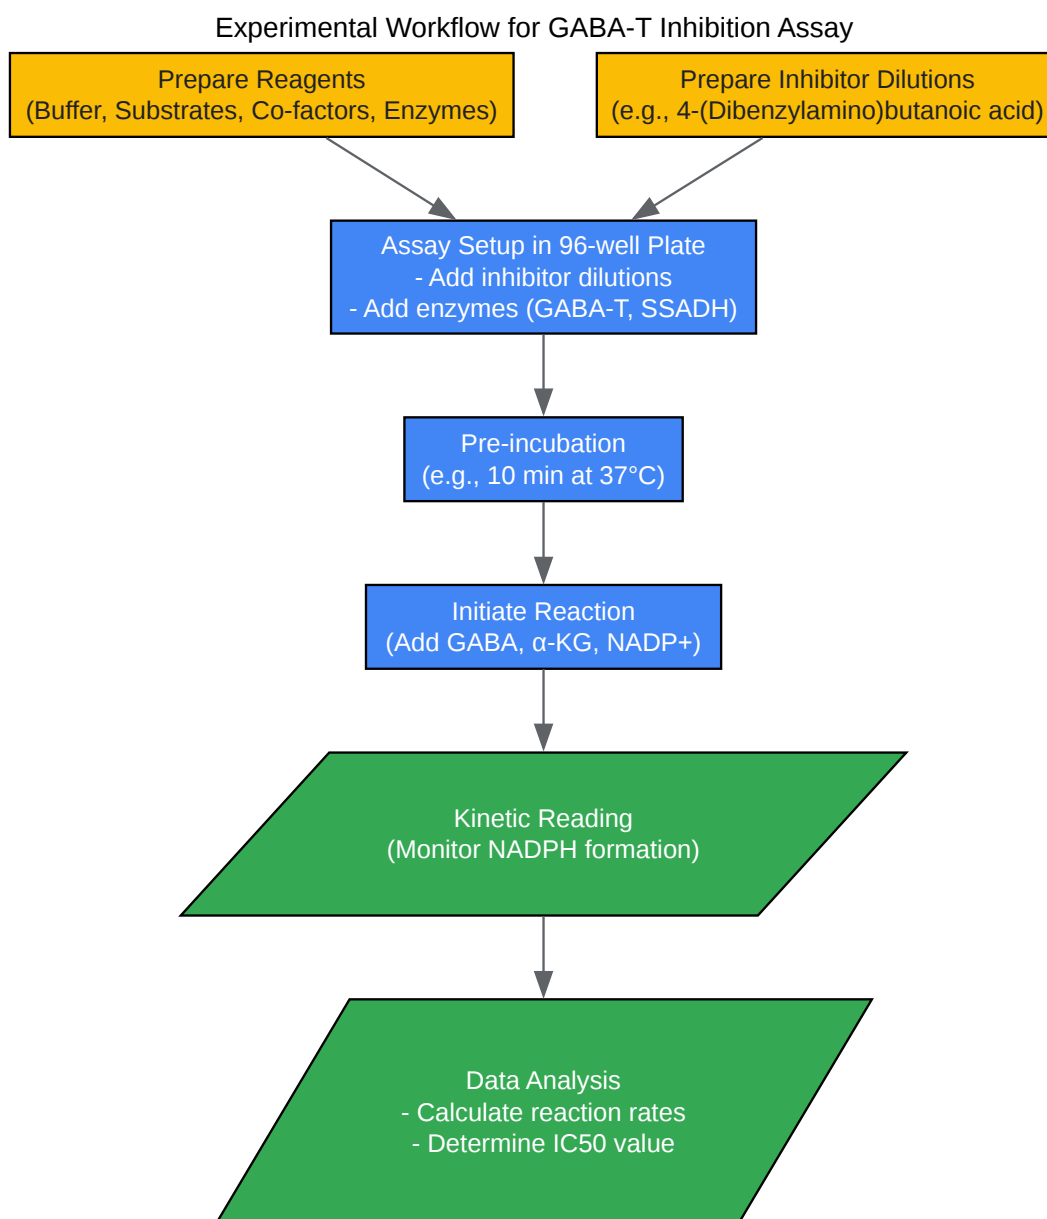 Experimental Workflow for GABA-T Inhibition Assay
Prepare Reagents
(Buffer, Substrates, Co-factors, Enzymes)
Prepare Inhibitor Dilutions
(e.g., 4-(Dibenzylamino)butanoic acid)
Assay Setup in 96-well Plate
- Add inhibitor dilutions
- Add enzymes (GABA-T, SSADH)
Pre-incubation
(e.g., 10 min at 37°C)
Initiate Reaction
(Add GABA, α-KG, NADP+)
Kinetic Reading
(Monitor NADPH formation)
Data Analysis
- Calculate reaction rates
- Determine IC50 value